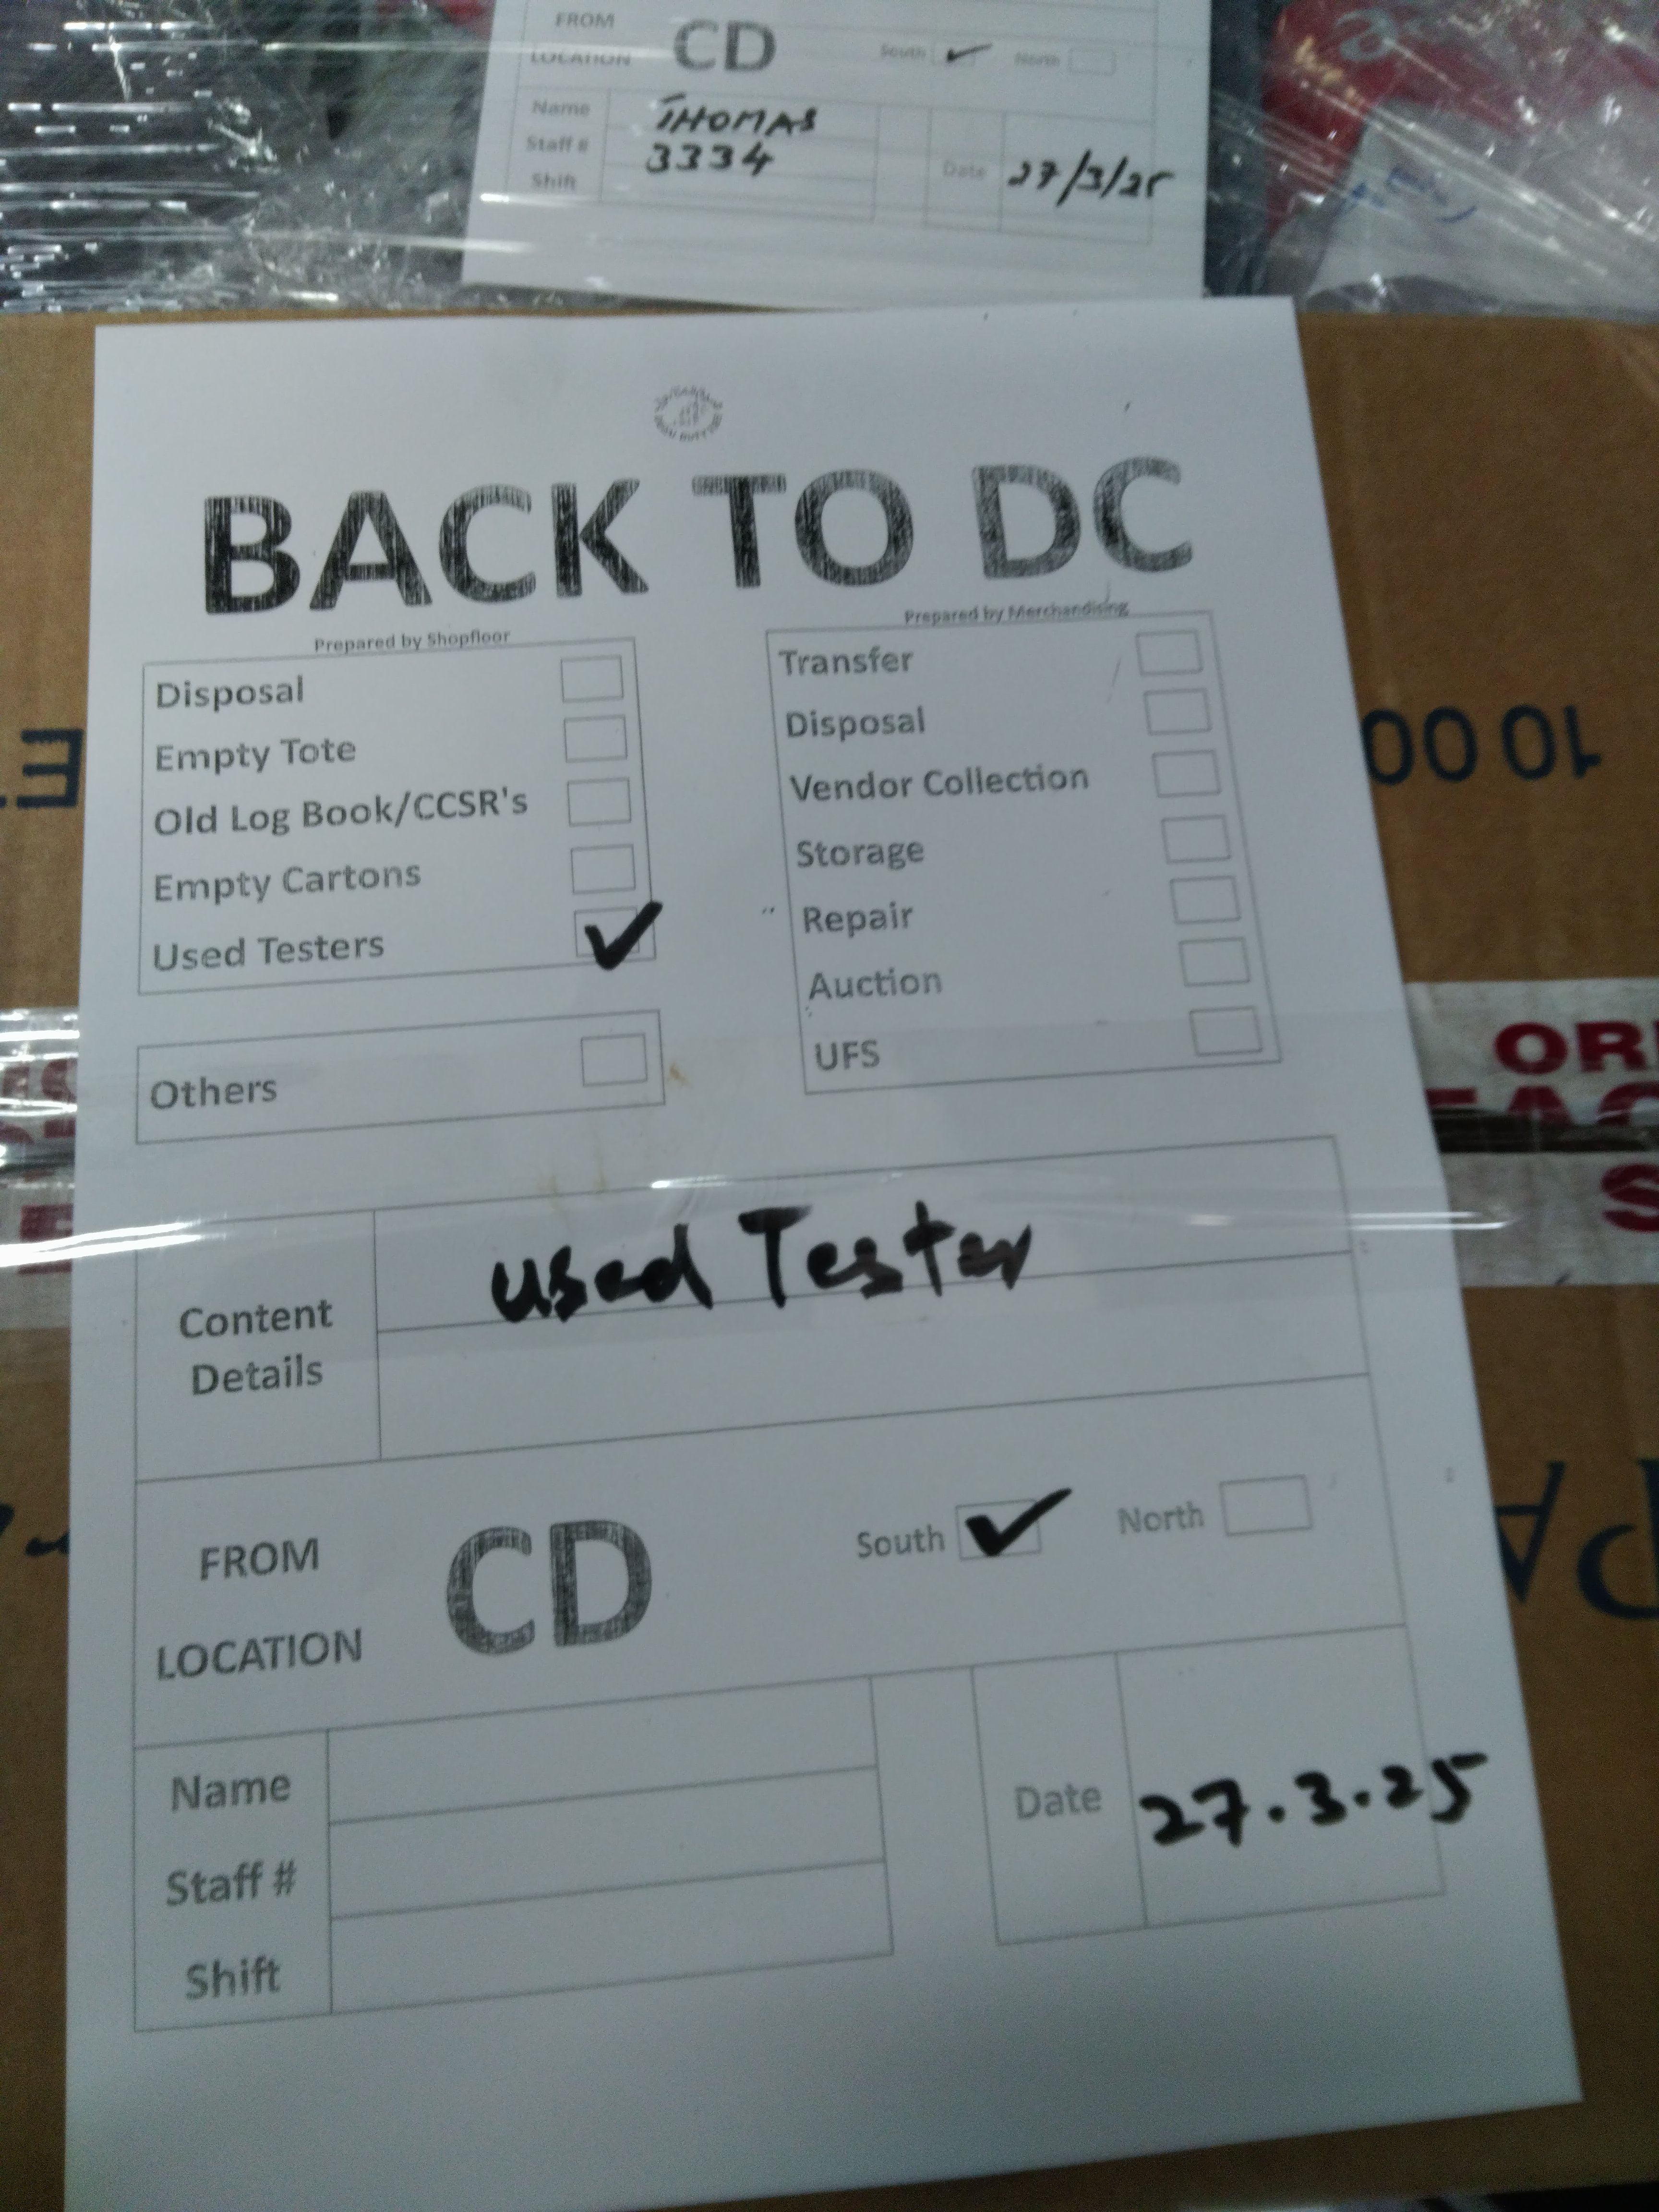 FROM
LOCATION
CD
South
North
Name
THOMAS
Staff #
3334
Shift
Date
27/3/25
BACK TO DC
Prepared by Shopfloor
Disposal
Empty Tote
Old Log Book/CCSR's
Empty Cartons
Used Testers
Others
Prepared by Merchandising
Transfer
Disposal
Vendor Collection
Storage
Repair
Auction
UFS
Content
Details
used Tester
FROM
LOCATION
CD
South
North
Name
Staff #
Shift
Date
27.3.25